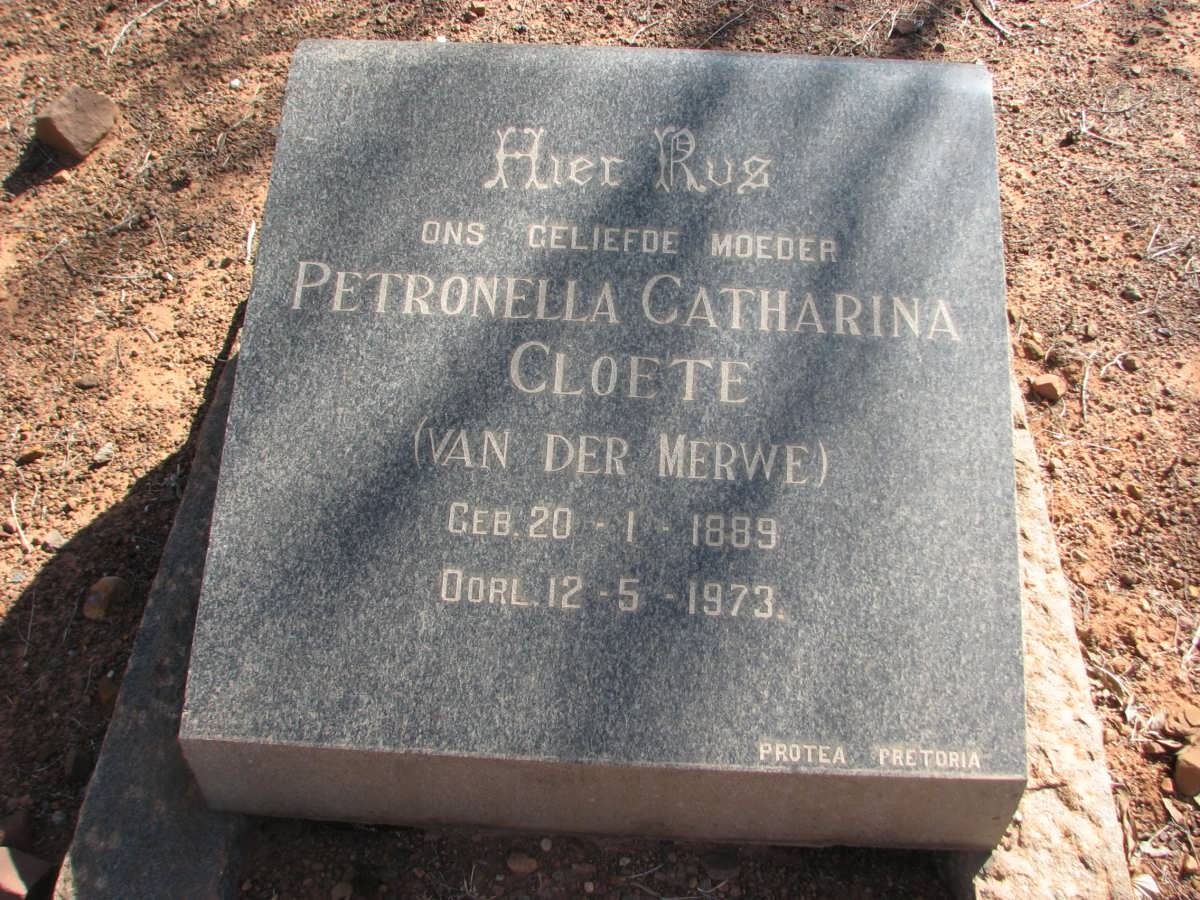 Hier Rus
ONS GELIEFDE MOEDER
PETRONELLA CATHARINA
CLOETE
(VAN DER MERWE)
GEB. 20 - 1 - 1889
OORL. 12 - 5 - 1973.
PROTEA PRETORIA